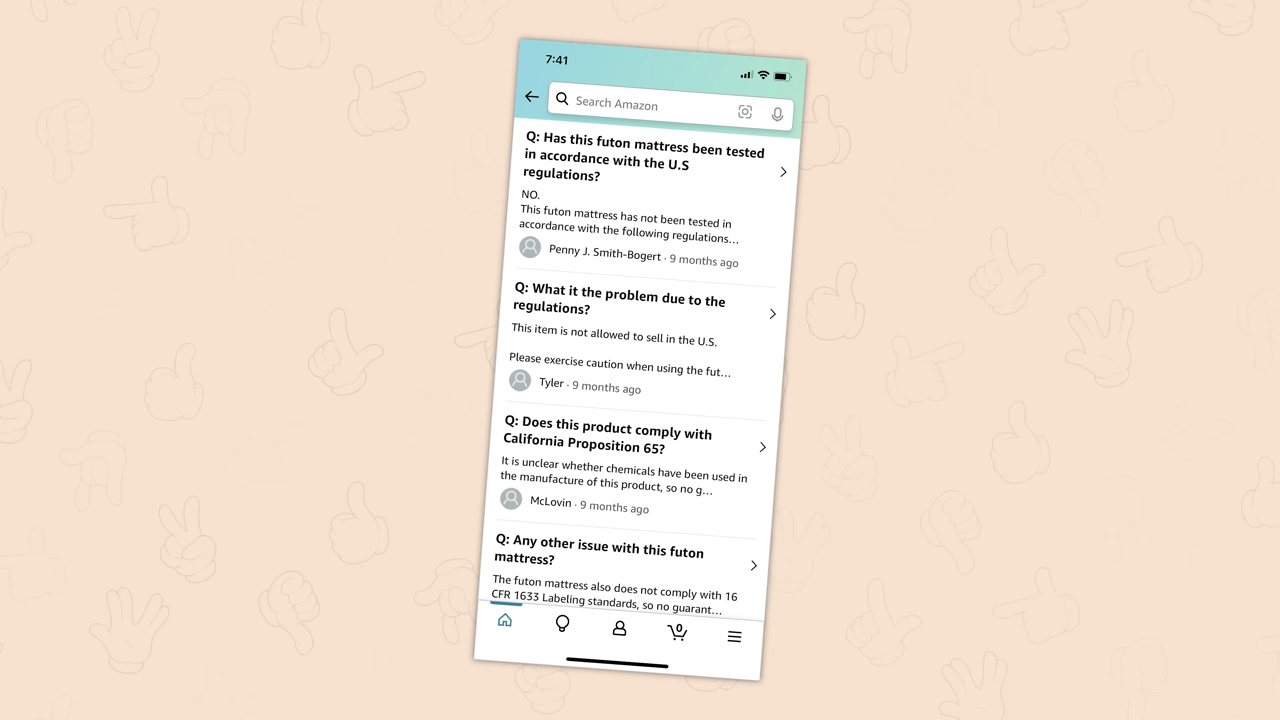 7:41
Search Amazon
Q: Has this futon mattress been tested
in accordance with the U.S
regulations?
NO.
This futon mattress has not been tested in
accordance with the following regulations...
Penny J. Smith-Bogert · 9 months ago
Q: What it the problem due to the
regulations?
This item is not allowed to sell in the U.S.
Please exercise caution when using the fut...
Tyler · 9 months ago
Q: Does this product comply with
California Proposition 65?
It is unclear whether chemicals have been used in
the manufacture of this product, so no g...
McLovin · 9 months ago
Q: Any other issue with this futon
mattress?
The futon mattress also does not comply with 16
CFR 1633 Labeling standards, so no guarant...
0